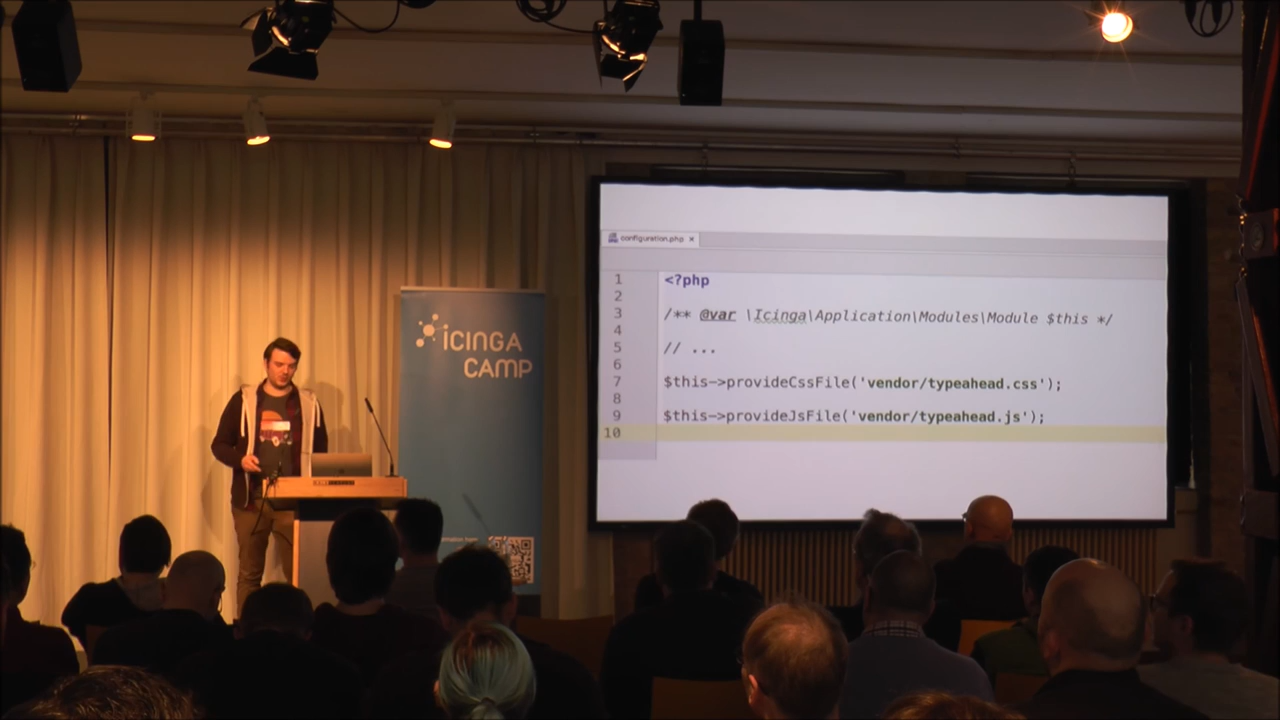 ICINGA
CAMP
configuration.php
1 <?php
2
3 /** @var \Icinga\Application\Modules\Module $this */
4
5 // ...
6
7 $this->provideCssFile('vendor/typeahead.css');
8
9 $this->provideJsFile('vendor/typeahead.js');
10